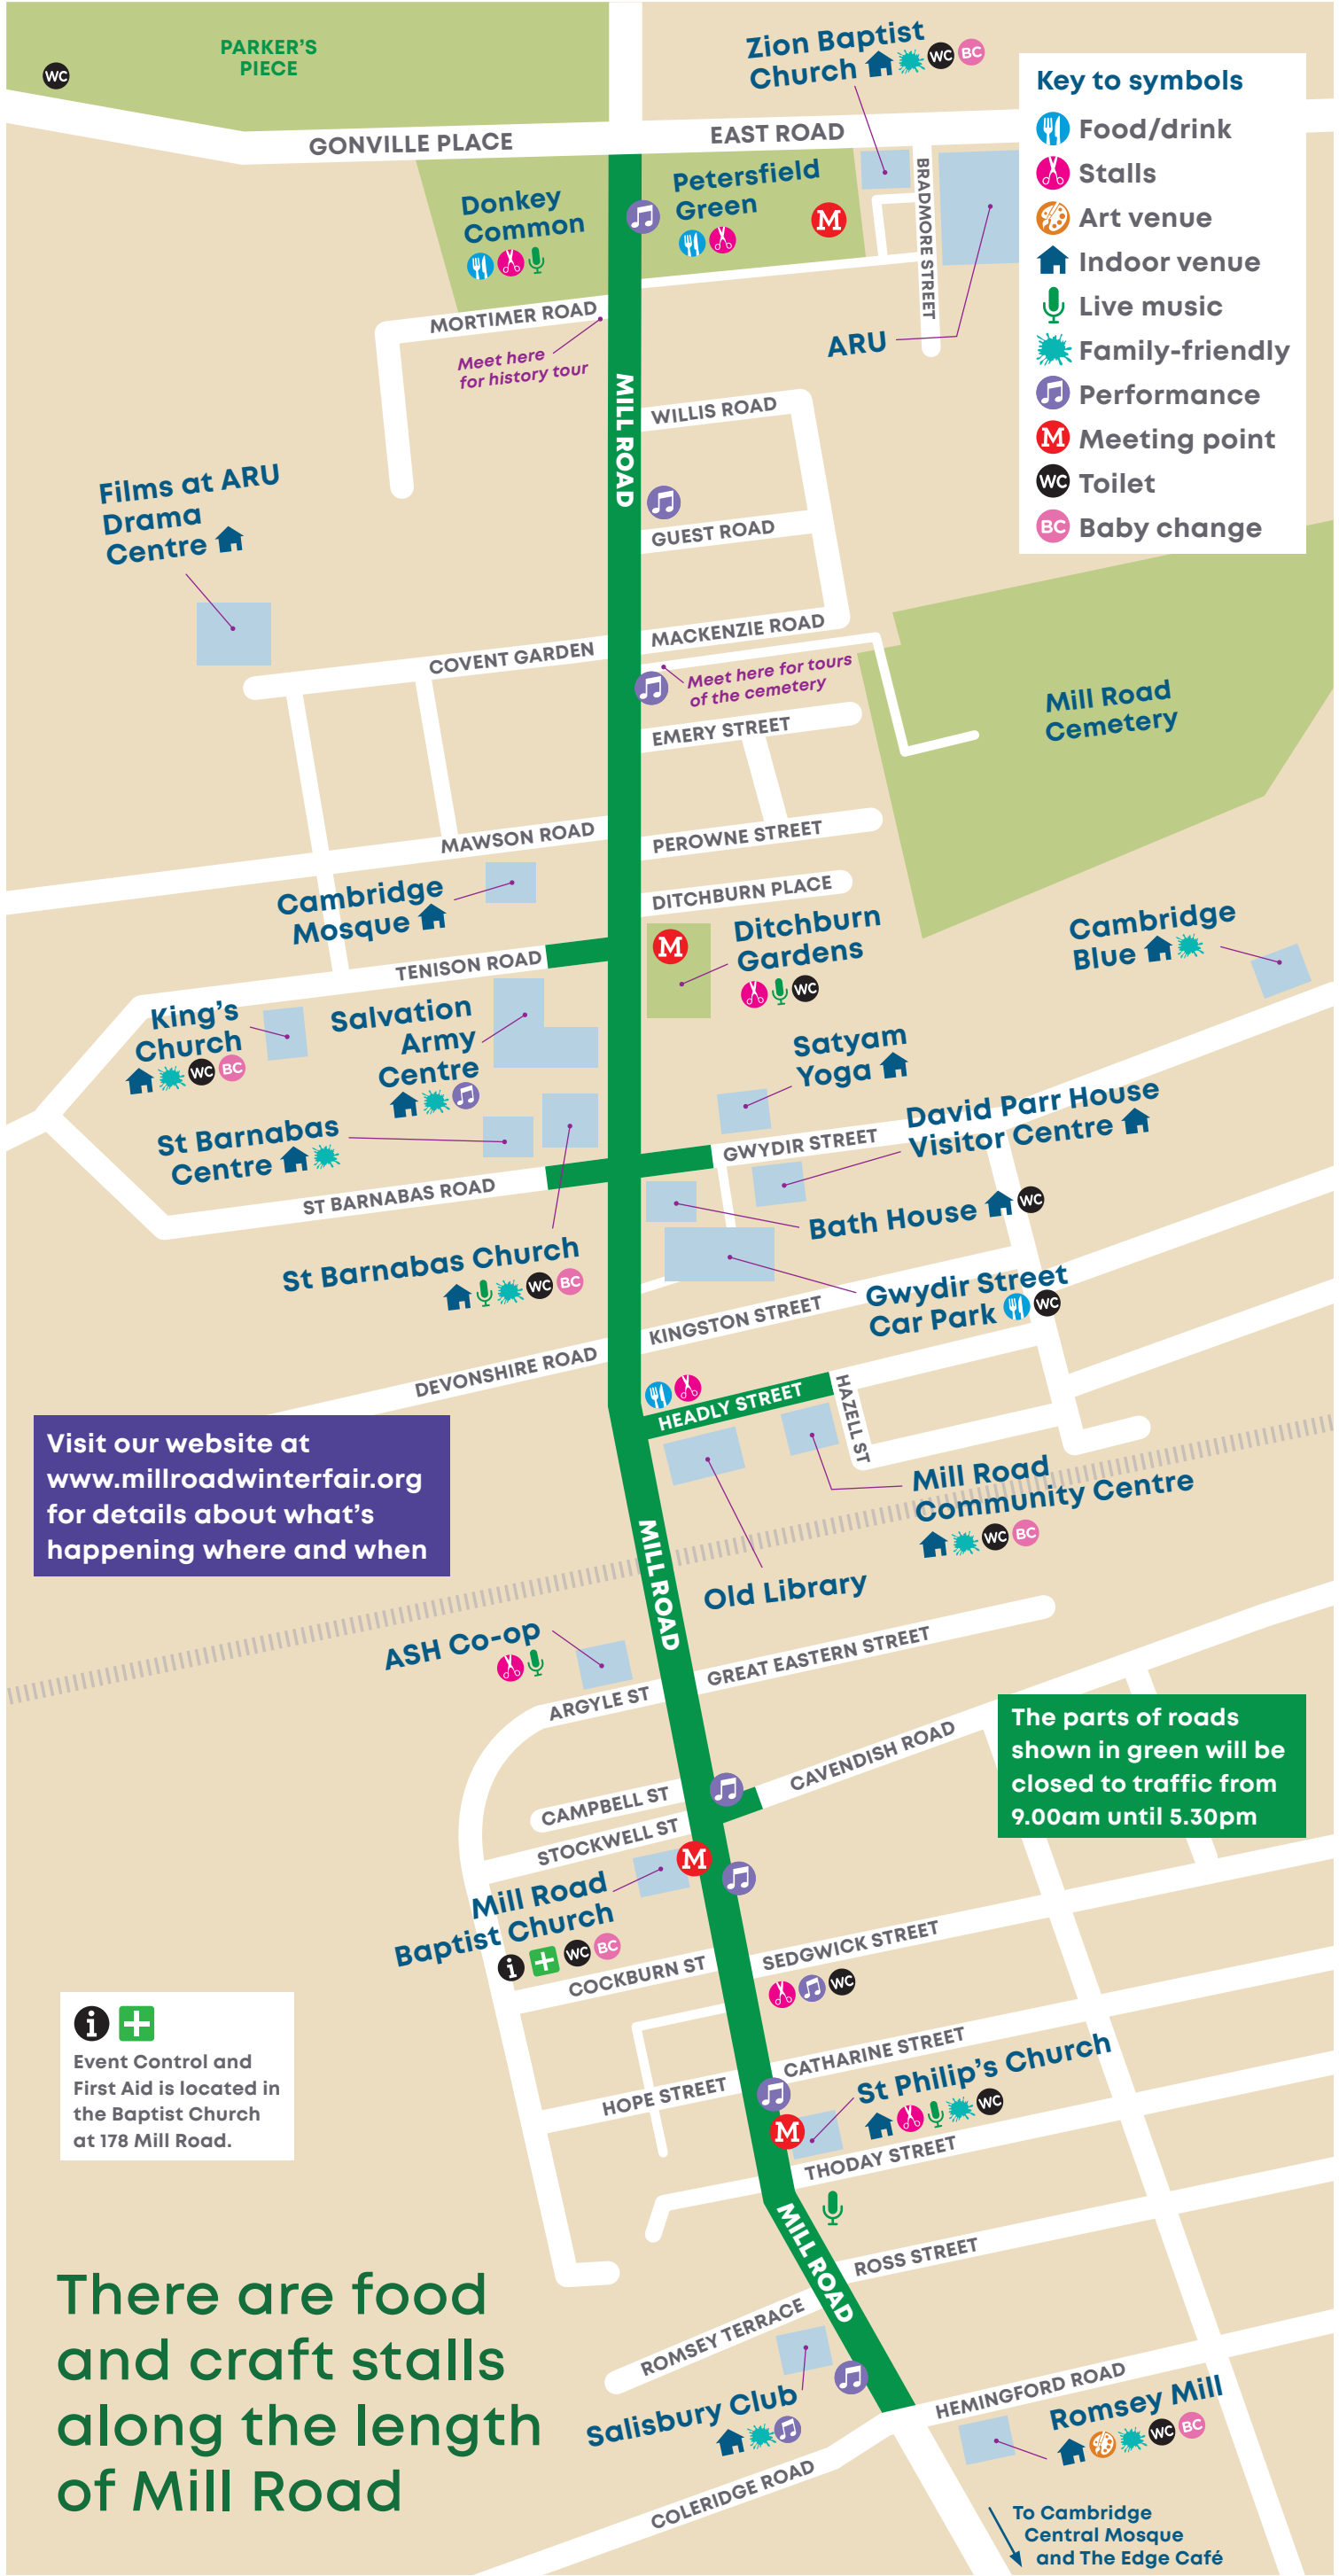 PARKER'S
PIECE
WC
Zion Baptist
Church WC BC
Key to symbols
Food/drink
Stalls
Art venue
Indoor venue
Live music
Family-friendly
Performance
M Meeting point
WC Toilet
BC Baby change
GONVILLE PLACE
EAST ROAD
BRADMORE STREET
Donkey
Common
Petersfield
Green
M
MORTIMER ROAD
Meet here
for history tour
ARU
MILL ROAD
WILLIS ROAD
Films at ARU
Drama
Centre
GUEST ROAD
MACKENZIE ROAD
COVENT GARDEN
Meet here for tours
of the cemetery
Mill Road
Cemetery
EMERY STREET
MAWSON ROAD
PEROWNE STREET
Cambridge
Mosque
DITCHBURN PLACE
M
Ditchburn
Gardens
WC
Cambridge
Blue
TENISON ROAD
King's
Church
WC BC
Salvation
Army
Centre
Satyam
Yoga
St Barnabas
Centre
GWYDIR STREET
David Parr House
Visitor Centre
ST BARNABAS ROAD
Bath House WC
St Barnabas Church
WC BC
Gwydir Street
Car Park WC
KINGSTON STREET
DEVONSHIRE ROAD
HEADLY STREET
HAZELL ST
Visit our website at
www.millroadwinterfair.org
for details about what's
happening where and when
Mill Road
Community Centre
WC BC
MILL ROAD
Old Library
ASH Co-op
GREAT EASTERN STREET
ARGYLE ST
The parts of roads
shown in green will be
closed to traffic from
9.00am until 5.30pm
CAVENDISH ROAD
CAMPBELL ST
STOCKWELL ST
M
Mill Road
Baptist Church
i WC BC
SEDGWICK STREET
WC
COCKBURN ST
i
Event Control and
First Aid is located in
the Baptist Church
at 178 Mill Road.
CATHARINE STREET
HOPE STREET
St Philip's Church
WC
M
THODAY STREET
MILL ROAD
ROSS STREET
There are food
and craft stalls
along the length
of Mill Road
ROMSEY TERRACE
Salisbury Club
HEMINGFORD ROAD
Romsey Mill
WC BC
COLERIDGE ROAD
To Cambridge
Central Mosque
and The Edge Café